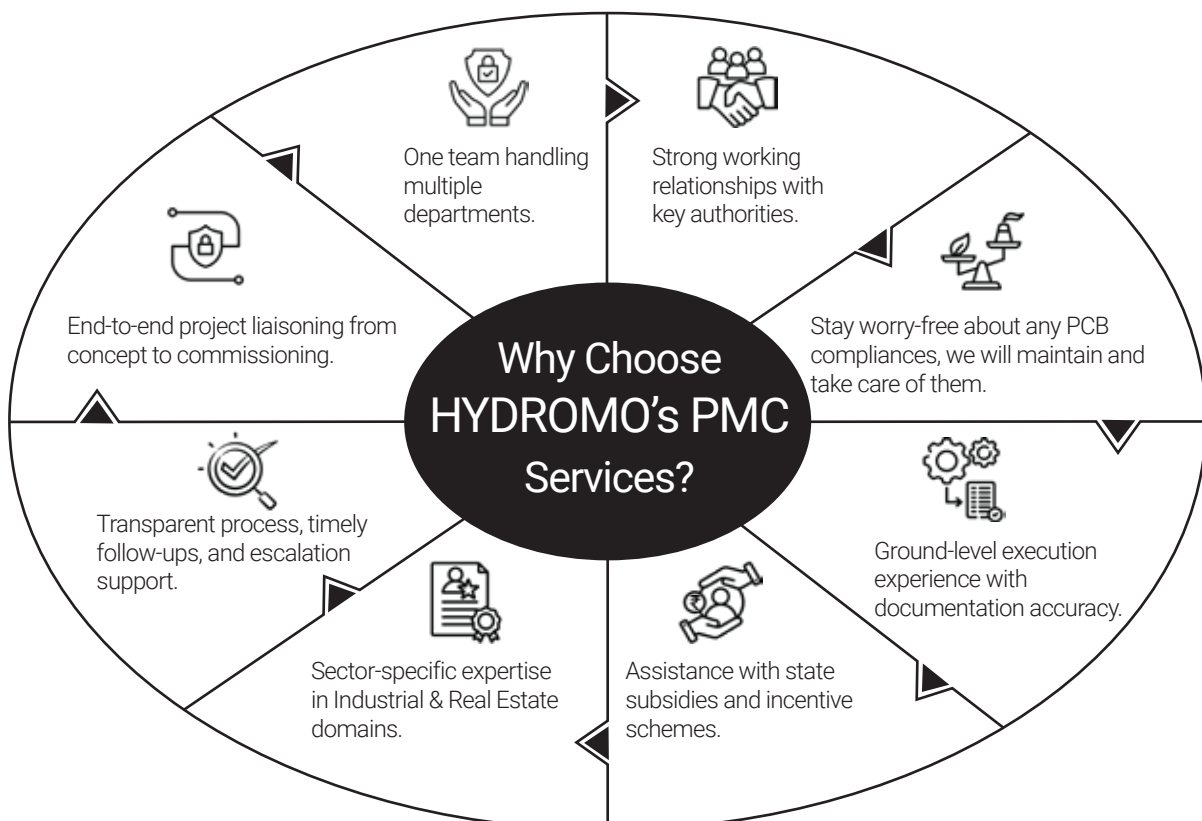 One team handling
multiple
departments.
Strong working
relationships with
key authorities.
End-to-end project liaisoning from
concept to commissioning.
Stay worry-free about any PCB
compliances, we will maintain and
take care of them.
Why Choose
HYDROMO’s PMC
Services?
Transparent process, timely
follow-ups, and escalation
support.
Ground-level execution
experience with
documentation accuracy.
Sector-specific expertise
in Industrial & Real Estate
domains.
Assistance with state
subsidies and incentive
schemes.